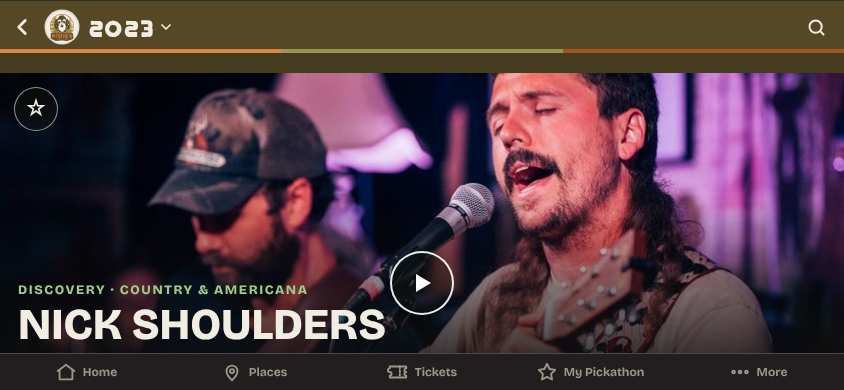 2023
DISCOVERY · COUNTRY & AMERICANA
NICK SHOULDERS
Home
Places
Tickets
My Pickathon
More